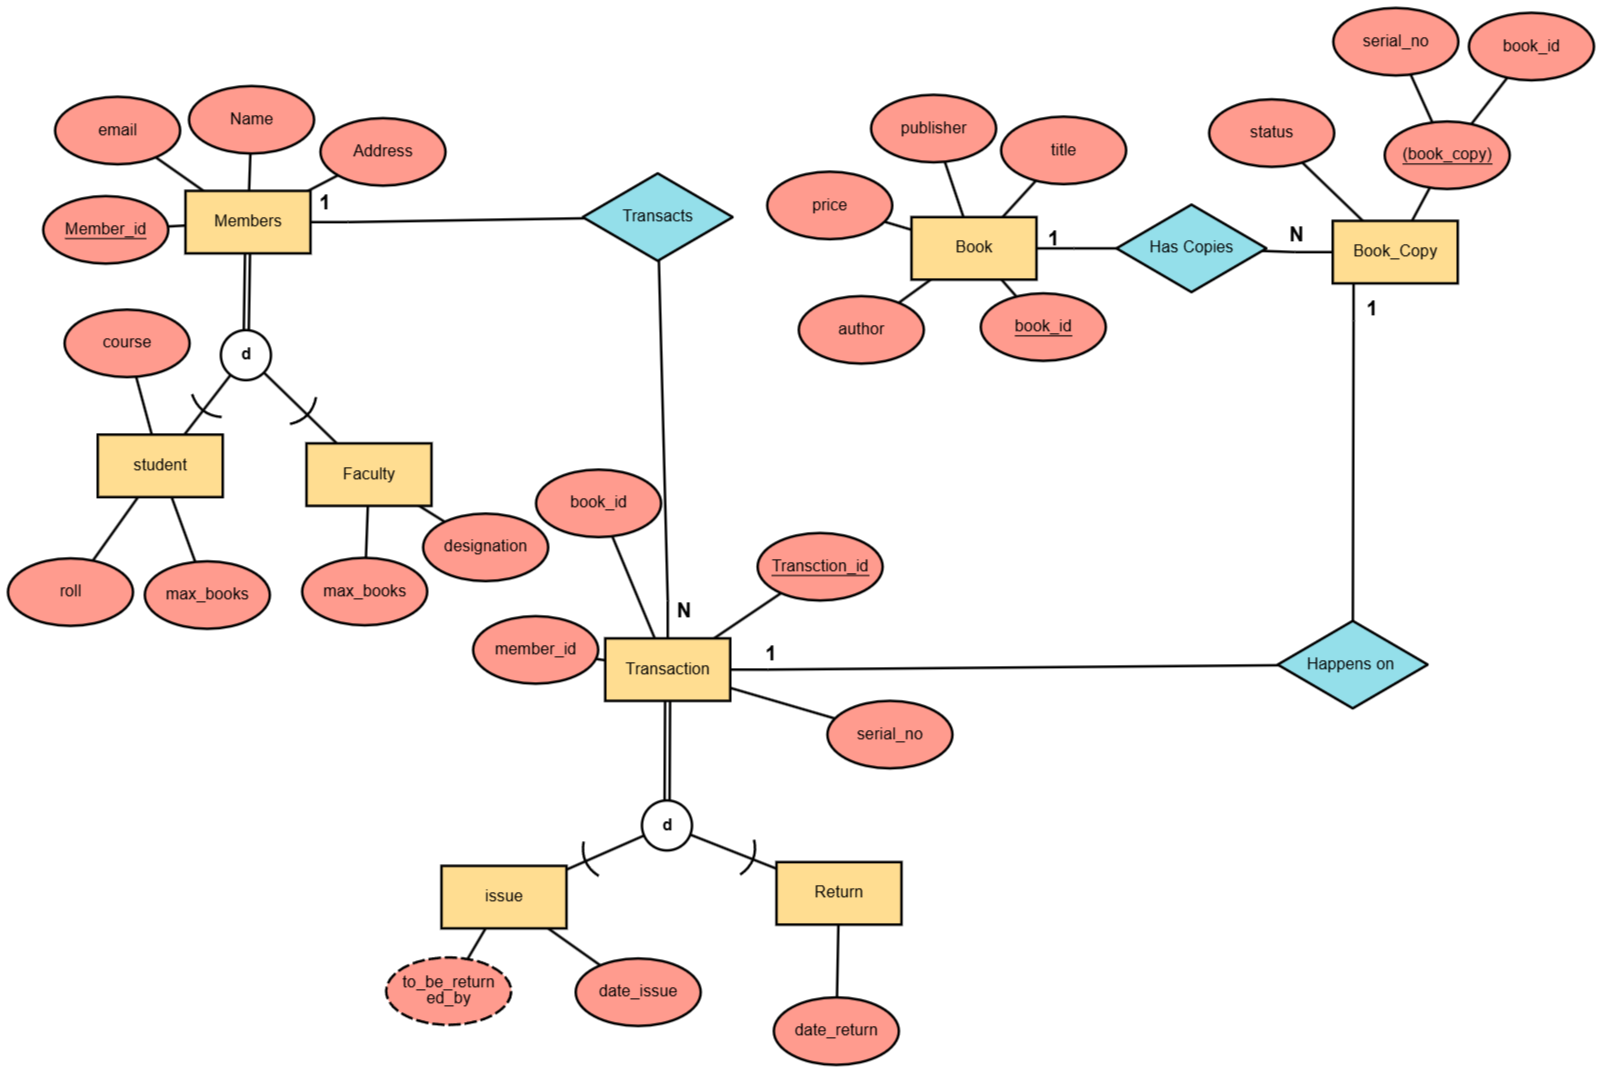 serial_no
book_id
email
Name
Address
publisher
title
status
(book_copy)
price
Member_id
Members
1
Transacts
Book
1
Has Copies
N
Book_Copy
1
author
book_id
course
d
student
Faculty
book_id
designation
Transction_id
roll
max_books
max_books
N
member_id
Transaction
1
Happens on
serial_no
d
issue
Return
to_be_return
ed_by
date_issue
date_return